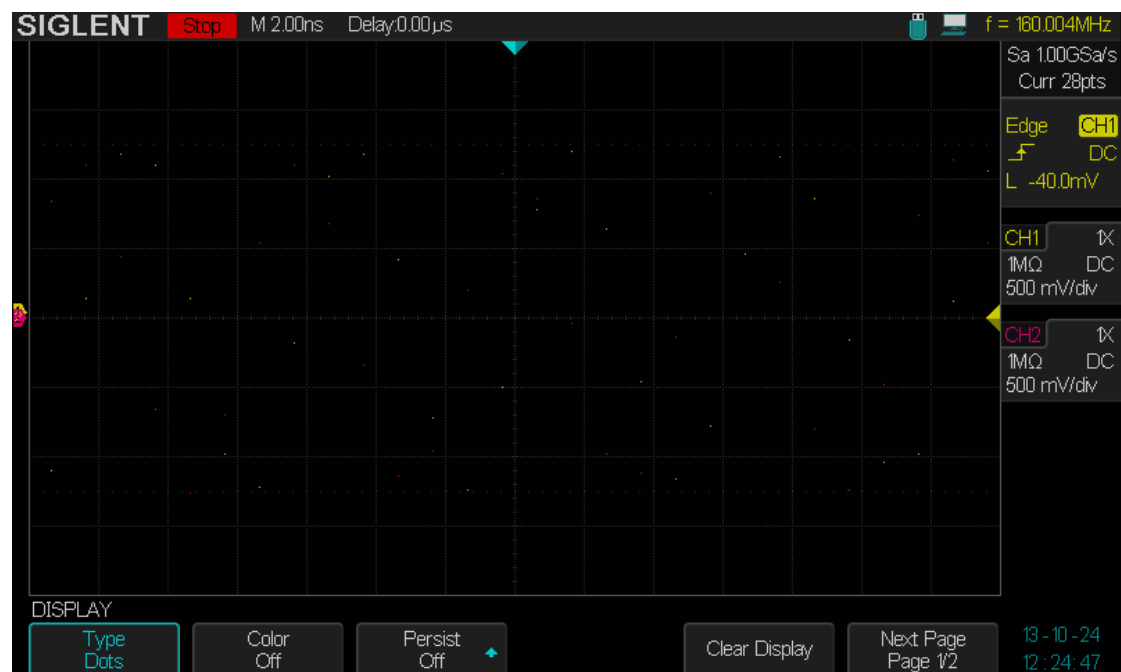 SIGLENT Stop M 2.00ns Delay:0.00µs f = 160.004MHz
Sa 1.00GSa/s
Curr 28pts
Edge CH1
DC
L -40.0mV
CH1 1X
1MΩ DC
500 mV/div
CH2 1X
1MΩ DC
500 mV/div
2
DISPLAY
Type
Dots
Color
Off
Persist
Off
Clear Display
Next Page
Page 1/2
13-10-24
12:24:47